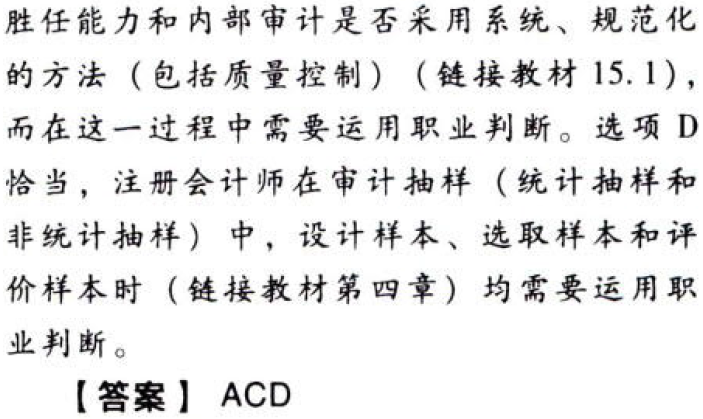 胜任能力和内部审计是否采用系统、规范化
的方法（包括质量控制）（链接教材 15.1），
而在这一过程中需要运用职业判断。选项 D
恰当，注册会计师在审计抽样（统计抽样和
非统计抽样）中，设计样本、选取样本和评
价样本时（链接教材第四章）均需要运用职
业判断。
【答案】 ACD